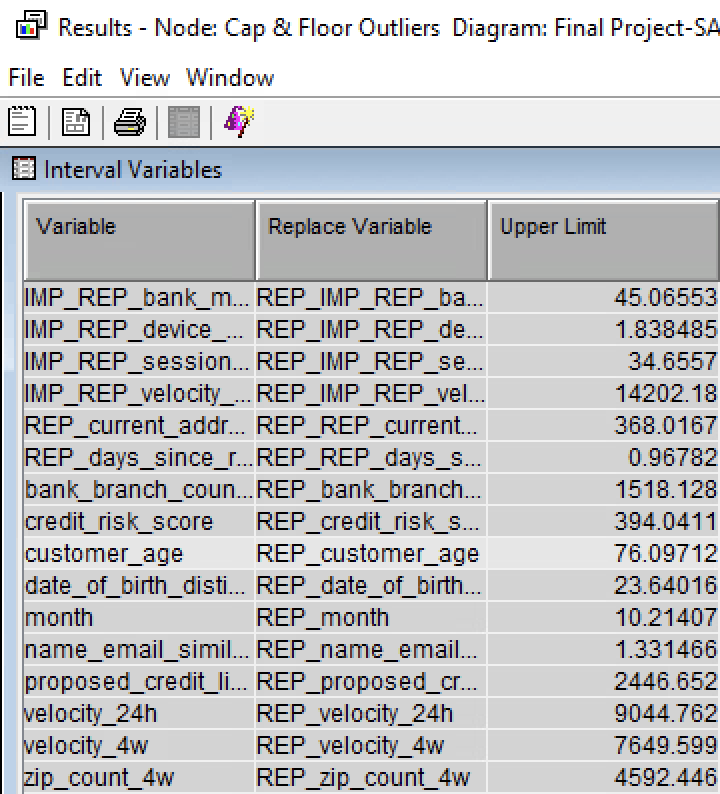 Results - Node: Cap & Floor Outliers Diagram: Final Project-SA
File Edit View Window
Interval Variables
Variable Replace Variable Upper Limit
IMP_REP_bank_m... REP_IMP_REP_ba... 45.06553
IMP_REP_device_... REP_IMP_REP_de... 1.838485
IMP_REP_session... REP_IMP_REP_se... 34.6557
IMP_REP_velocity_... REP_IMP_REP_vel... 14202.18
REP_current_addr... REP_REP_current... 368.0167
REP_days_since_r... REP_REP_days_s... 0.96782
bank_branch_coun... REP_bank_branch... 1518.128
credit_risk_score REP_credit_risk_s... 394.0411
customer_age REP_customer_age 76.09712
date_of_birth_disti... REP_date_of_birth... 23.64016
month REP_month 10.21407
name_email_simil... REP_name_email... 1.331466
proposed_credit_li... REP_proposed_cr... 2446.652
velocity_24h REP_velocity_24h 9044.762
velocity_4w REP_velocity_4w 7649.599
zip_count_4w REP_zip_count_4w 4592.446